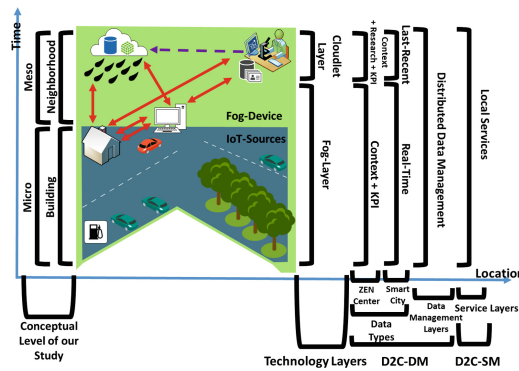 Time
Meso
Neighborhood
Micro
Building
Fog-Device
IoT-Sources
Cloudlet
Layer
Fog-Layer
Context
+ Research + KPI
Context + KPI
Last-Recent
Real-Time
Distributed Data Management
Local Services
Location
Conceptual
Level of our
Study
Technology Layers
ZEN
Center
Smart
City
Data
Types
Data
Management
Layers
Service Layers
D2C-DM
D2C-SM